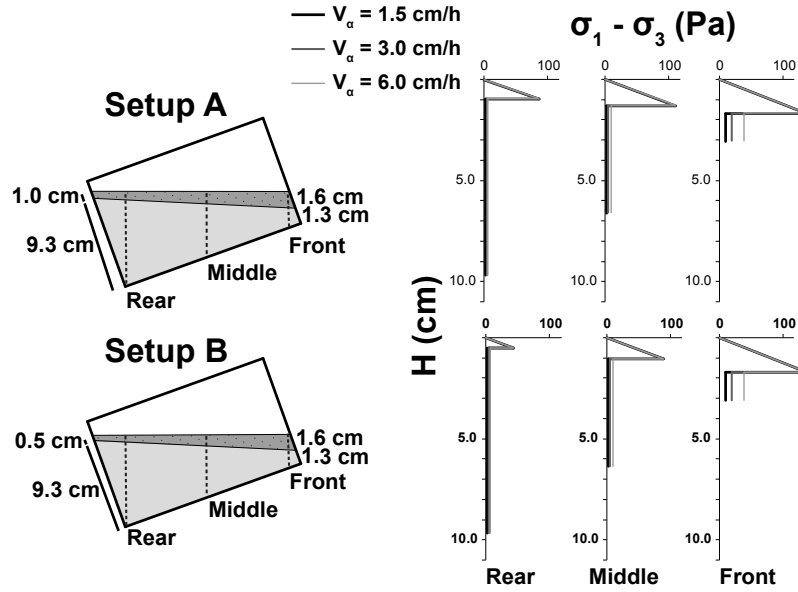 V_α = 1.5 cm/h
V_α = 3.0 cm/h
V_α = 6.0 cm/h
σ₁ - σ₃ (Pa)
Setup A
1.0 cm
9.3 cm
1.6 cm
1.3 cm
Front
Middle
Rear
Setup B
0.5 cm
9.3 cm
1.6 cm
1.3 cm
Front
Middle
Rear
H (cm)
0 100
0 100
0 100
5.0
5.0
5.0
10.0
10.0
10.0
0 100
0 100
0 100
5.0
5.0
5.0
10.0
10.0
10.0
Rear
Middle
Front